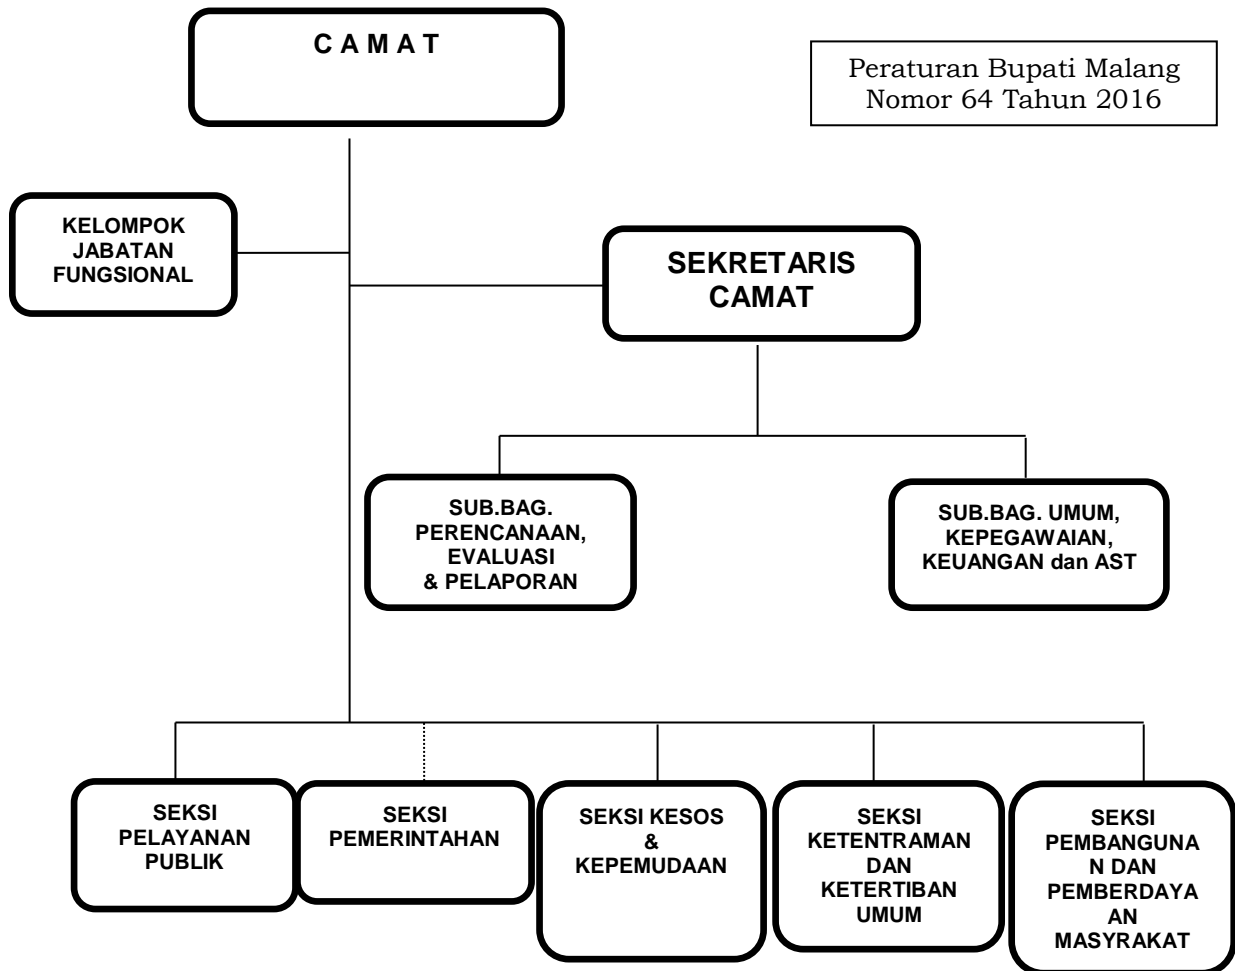 C A M A T
Peraturan Bupati Malang
Nomor 64 Tahun 2016
KELOMPOK
JABATAN
FUNGSIONAL
SEKRETARIS
CAMAT
SUB.BAG.
PERENCANAAN,
EVALUASI
& PELAPORAN
SUB.BAG. UMUM,
KEPEGAWAIAN,
KEUANGAN dan AST
SEKSI
PELAYANAN
PUBLIK
SEKSI
PEMERINTAHAN
SEKSI KESOS
&
KEPEMUDAAN
SEKSI
KETENTRAMAN
DAN
KETERTIBAN
UMUM
SEKSI
PEMBANGUNA
N DAN
PEMBERDAYA
AN
MASYRAKAT